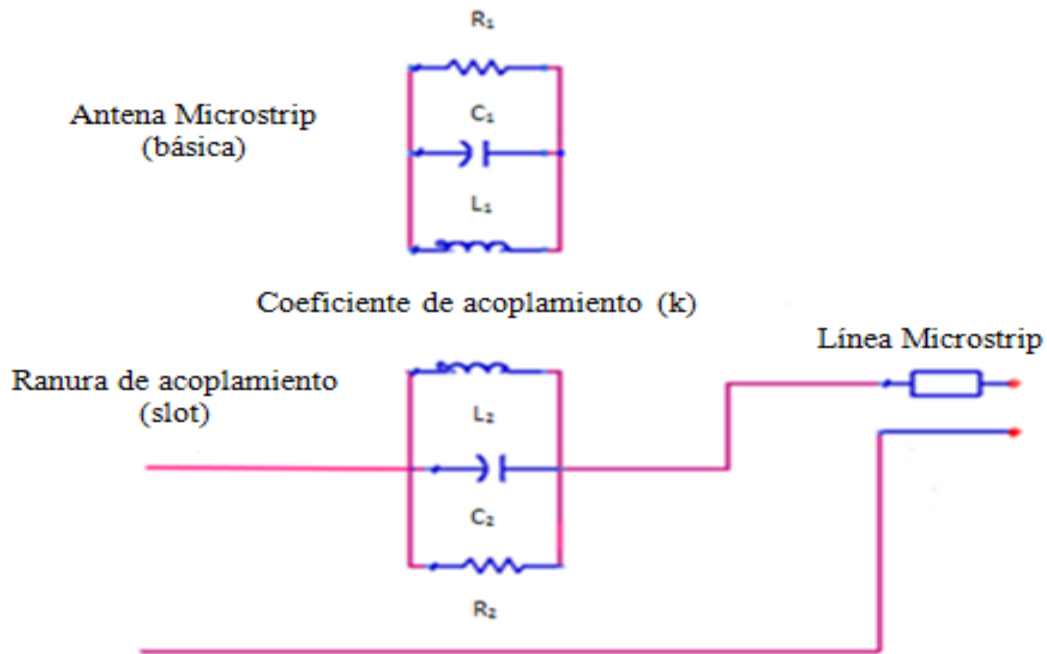 R₁
Antena Microstrip
(básica)
C₁
L₁
Coeficiente de acoplamiento (k)
Línea Microstrip
Ranura de acoplamiento
(slot)
L₂
C₂
R₂